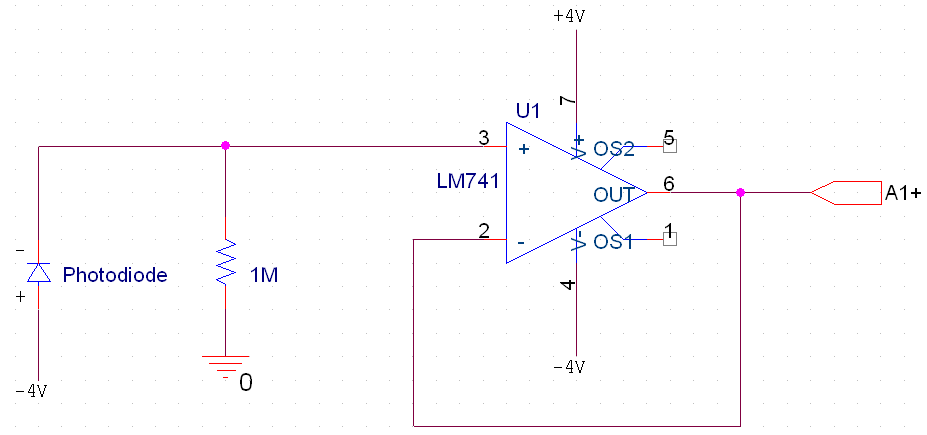 +4V
7
U1
3
+
V+
OS2
5
LM741
OUT
6
A1+
2
-
V-
OS1
1
-
Photodiode
+
1M
4
-4V
0
-4V